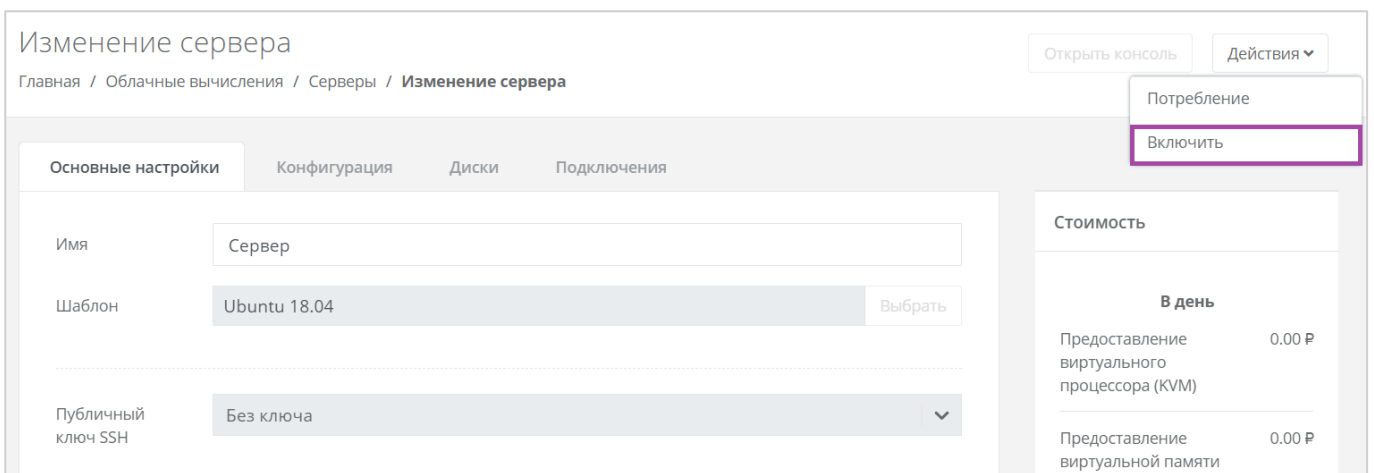 Изменение сервера
Открыть консоль
Действия
Главная / Облачные вычисления / Серверы / Изменение сервера
Потребление
Включить
Основные настройки
Конфигурация
Диски
Подключения
Имя
Сервер
Шаблон
Ubuntu 18.04
Выбрать
Публичный
ключ SSH
Без ключа
Стоимость
В день
Предоставление
виртуального
процессора (KVM)
0.00 ₽
Предоставление
виртуальной памяти
0.00 ₽